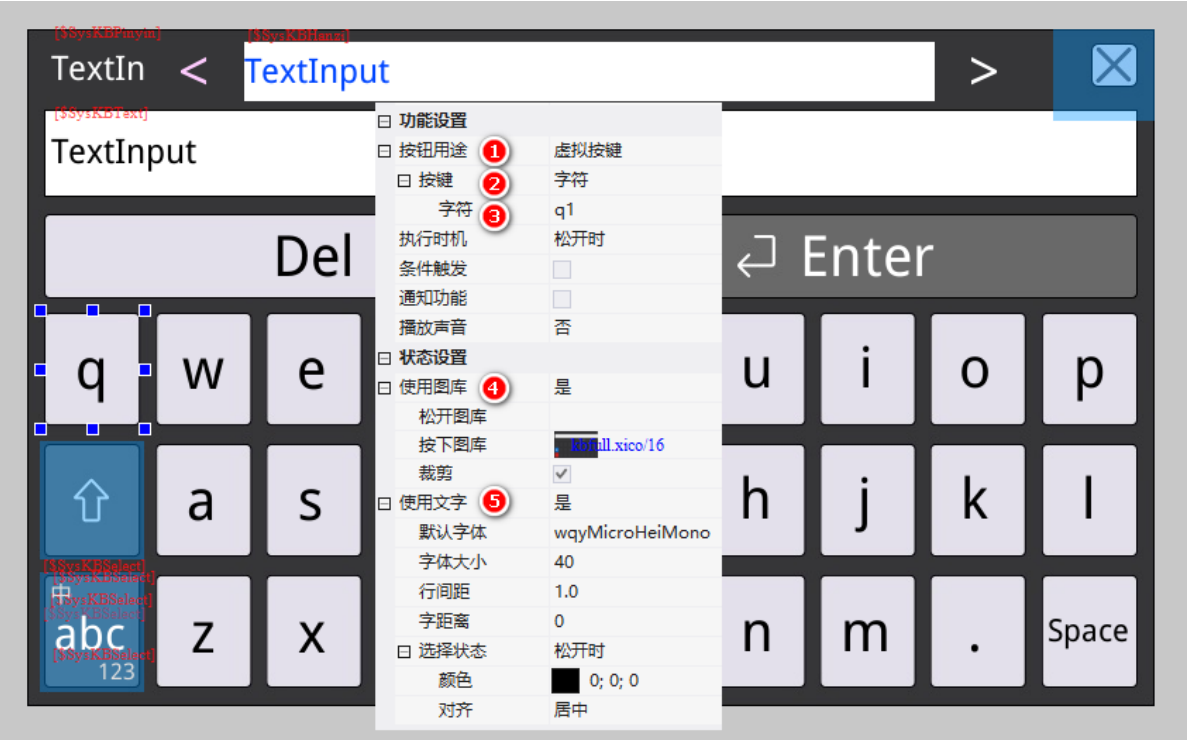 [$SysKBPinyin]
[$SysKBHanzi]
TextIn < TextInput >
[$SysKBText]
TextInput
Del
Enter
q w e u i o p
a s h j k l
[$SysKBSelect]
[$SysKBSelect]
中
[$SysKBSelect]
[$SysKBSelect]
abc
[$SysKBSelect]
123
z x n m . Space
功能设置
按钮用途 1 虚拟按键
按键 2 字符
字符 3 q1
执行时机 松开时
条件触发
通知功能
播放声音 否
状态设置
使用图库 4 是
松开图库
按下图库 kbfull.xico/16
裁剪
使用文字 5 是
默认字体 wqyMicroHeiMono
字体大小 40
行间距 1.0
字距离 0
选择状态 松开时
颜色 0; 0; 0
对齐 居中